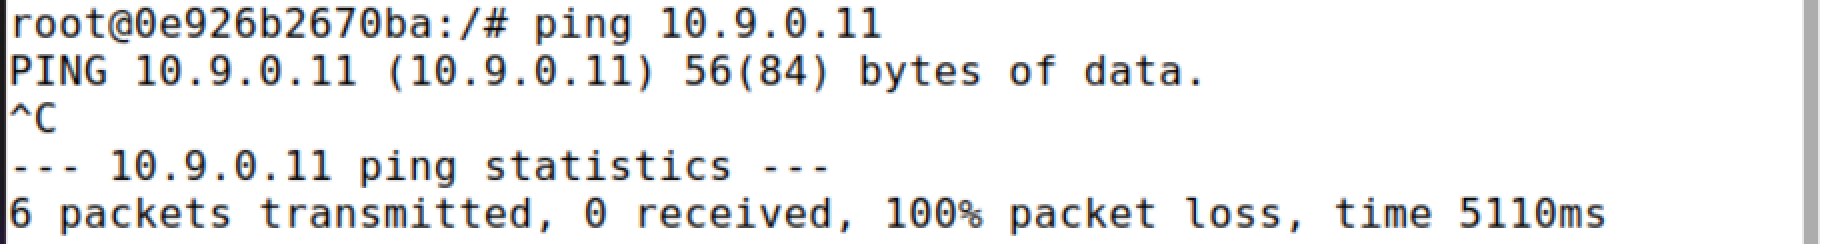 root@0e926b2670ba:/# ping 10.9.0.11
PING 10.9.0.11 (10.9.0.11) 56(84) bytes of data.
^C
--- 10.9.0.11 ping statistics ---
6 packets transmitted, 0 received, 100% packet loss, time 5110ms